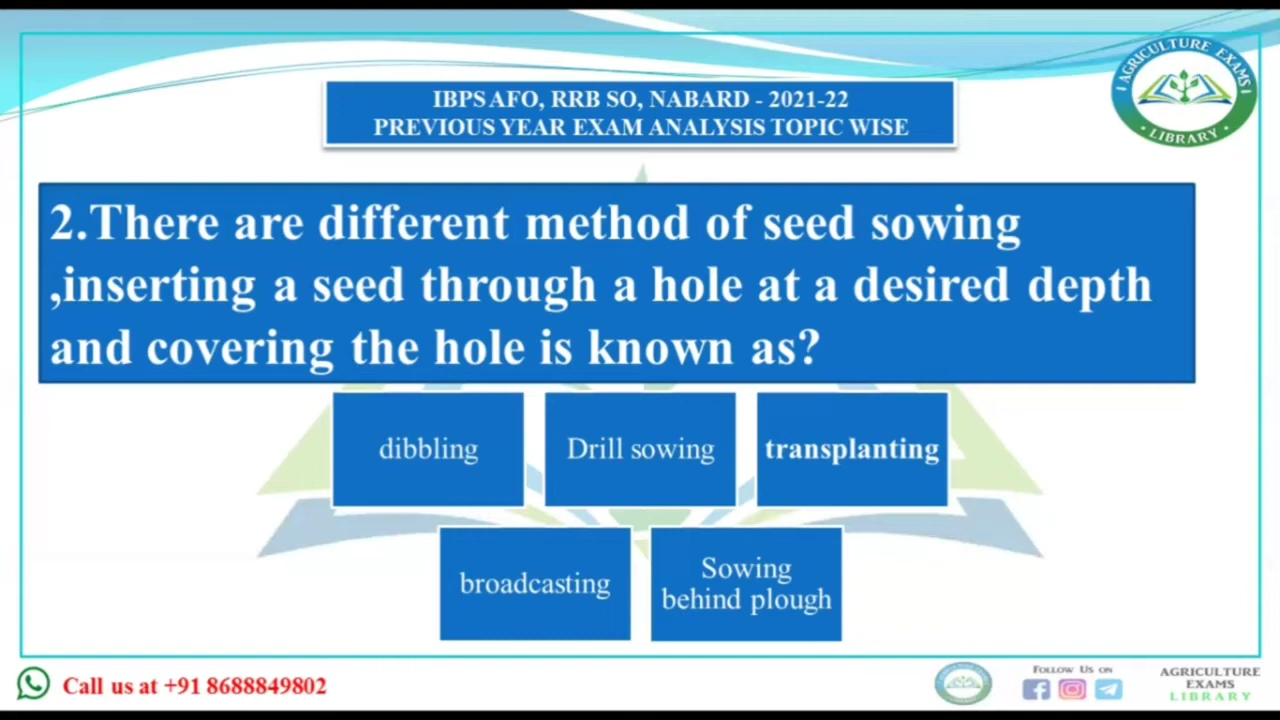 AGRICULTURE EXAMS
LIBRARY
IBPS AFO, RRB SO, NABARD - 2021-22
PREVIOUS YEAR EXAM ANALYSIS TOPIC WISE
2.There are different method of seed sowing
,inserting a seed through a hole at a desired depth
and covering the hole is known as?
dibbling
Drill sowing
transplanting
broadcasting
Sowing
behind plough
Call us at +91 8688849802
FOLLOW US ON
AGRICULTURE
EXAMS
LIBRARY